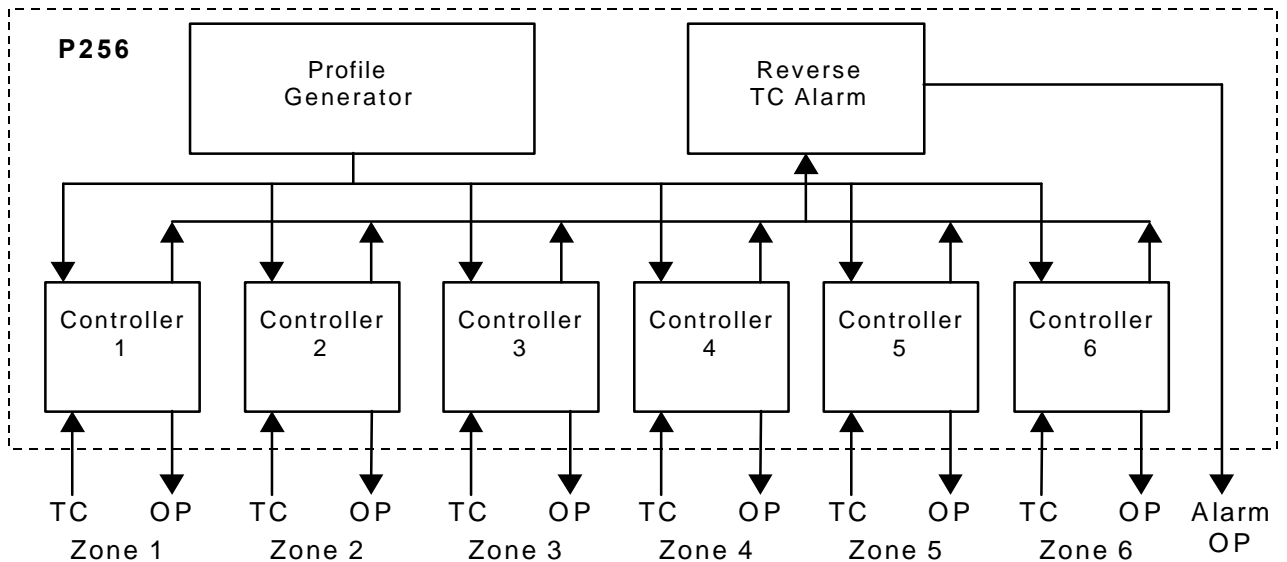 P256
Profile
Generator
Reverse
TC Alarm
Controller
1
Controller
2
Controller
3
Controller
4
Controller
5
Controller
6
TC OP TC OP TC OP TC OP TC OP TC OP Alarm
OP
Zone 1 Zone 2 Zone 3 Zone 4 Zone 5 Zone 6